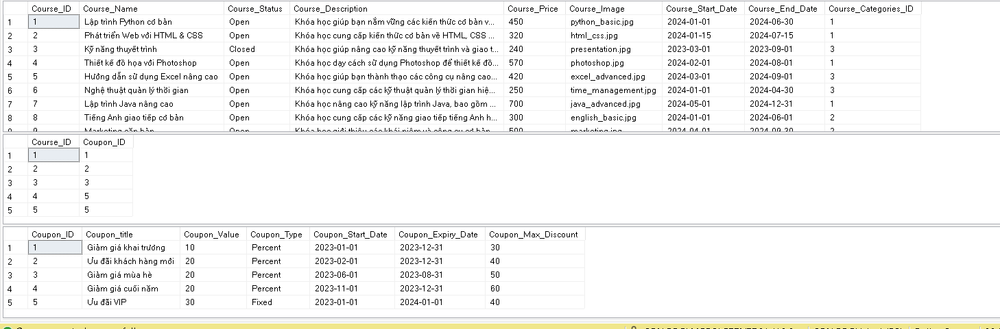 Course_ID Course_Name Course_Status Course_Description Course_Price Course_Image Course_Start_Date Course_End_Date Course_Categories_ID
1 1 Lập trình Python cơ bản Open Khóa học giúp bạn nắm vững các kiến thức cơ bản v... 450 python_basic.jpg 2024-01-01 2024-06-30 1
2 2 Phát triển Web với HTML & CSS Open Khóa học cung cấp kiến thức cơ bản về HTML, CSS ... 320 html_css.jpg 2024-01-15 2024-07-15 1
3 3 Kỹ năng thuyết trình Closed Khóa học giúp nâng cao kỹ năng thuyết trình và giao t... 240 presentation.jpg 2023-03-01 2023-09-01 3
4 4 Thiết kế đồ họa với Photoshop Open Khóa học dạy cách sử dụng Photoshop để thiết kế đồ... 570 photoshop.jpg 2024-02-01 2024-08-01 1
5 5 Hướng dẫn sử dụng Excel nâng cao Open Khóa học giúp bạn thành thạo các công cụ nâng cao... 420 excel_advanced.jpg 2024-03-01 2024-09-01 3
6 6 Nghệ thuật quản lý thời gian Open Khóa học cung cấp các kỹ thuật quản lý thời gian hiệ... 250 time_management.jpg 2024-01-01 2024-04-30 3
7 7 Lập trình Java nâng cao Open Khóa học nâng cao kỹ năng lập trình Java, bao gồm ... 700 java_advanced.jpg 2024-05-01 2024-12-31 1
8 8 Tiếng Anh giao tiếp cơ bản Open Khóa học cung cấp các kỹ năng giao tiếp tiếng Anh h... 300 english_basic.jpg 2024-01-01 2024-06-01 2
9 9 Marketing căn bản Open Khóa học giới thiệu các khái niệm và công cụ cơ bản ... 500 marketing.jpg 2024-04-01 2024-09-30 2
Course_ID Coupon_ID
1 1 1
2 2 2
3 3 3
4 4 5
5 5 5
Coupon_ID Coupon_title Coupon_Value Coupon_Type Coupon_Start_Date Coupon_Expiry_Date Coupon_Max_Discount
1 1 Giảm giá khai trương 10 Percent 2023-01-01 2023-12-31 30
2 2 Ưu đãi khách hàng mới 20 Percent 2023-02-01 2023-12-31 40
3 3 Giảm giá mùa hè 20 Percent 2023-06-01 2023-08-31 50
4 4 Giảm giá cuối năm 20 Percent 2023-11-01 2023-12-31 60
5 5 Ưu đãi VIP 30 Fixed 2023-01-01 2024-01-01 40